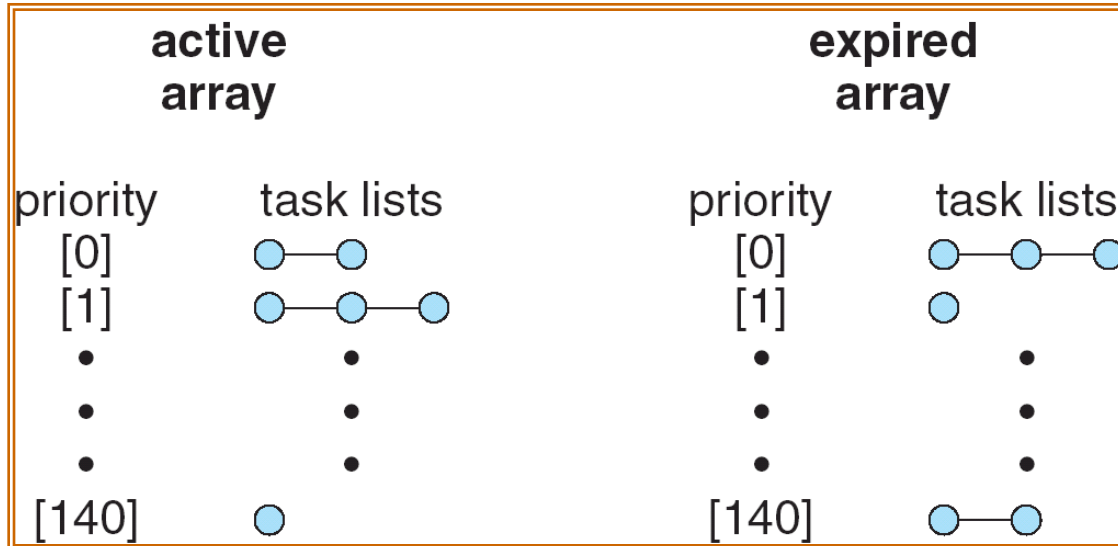 active
array
expired
array
priority task lists
priority task lists
[0]
[0]
[1]
[1]
[140]
[140]